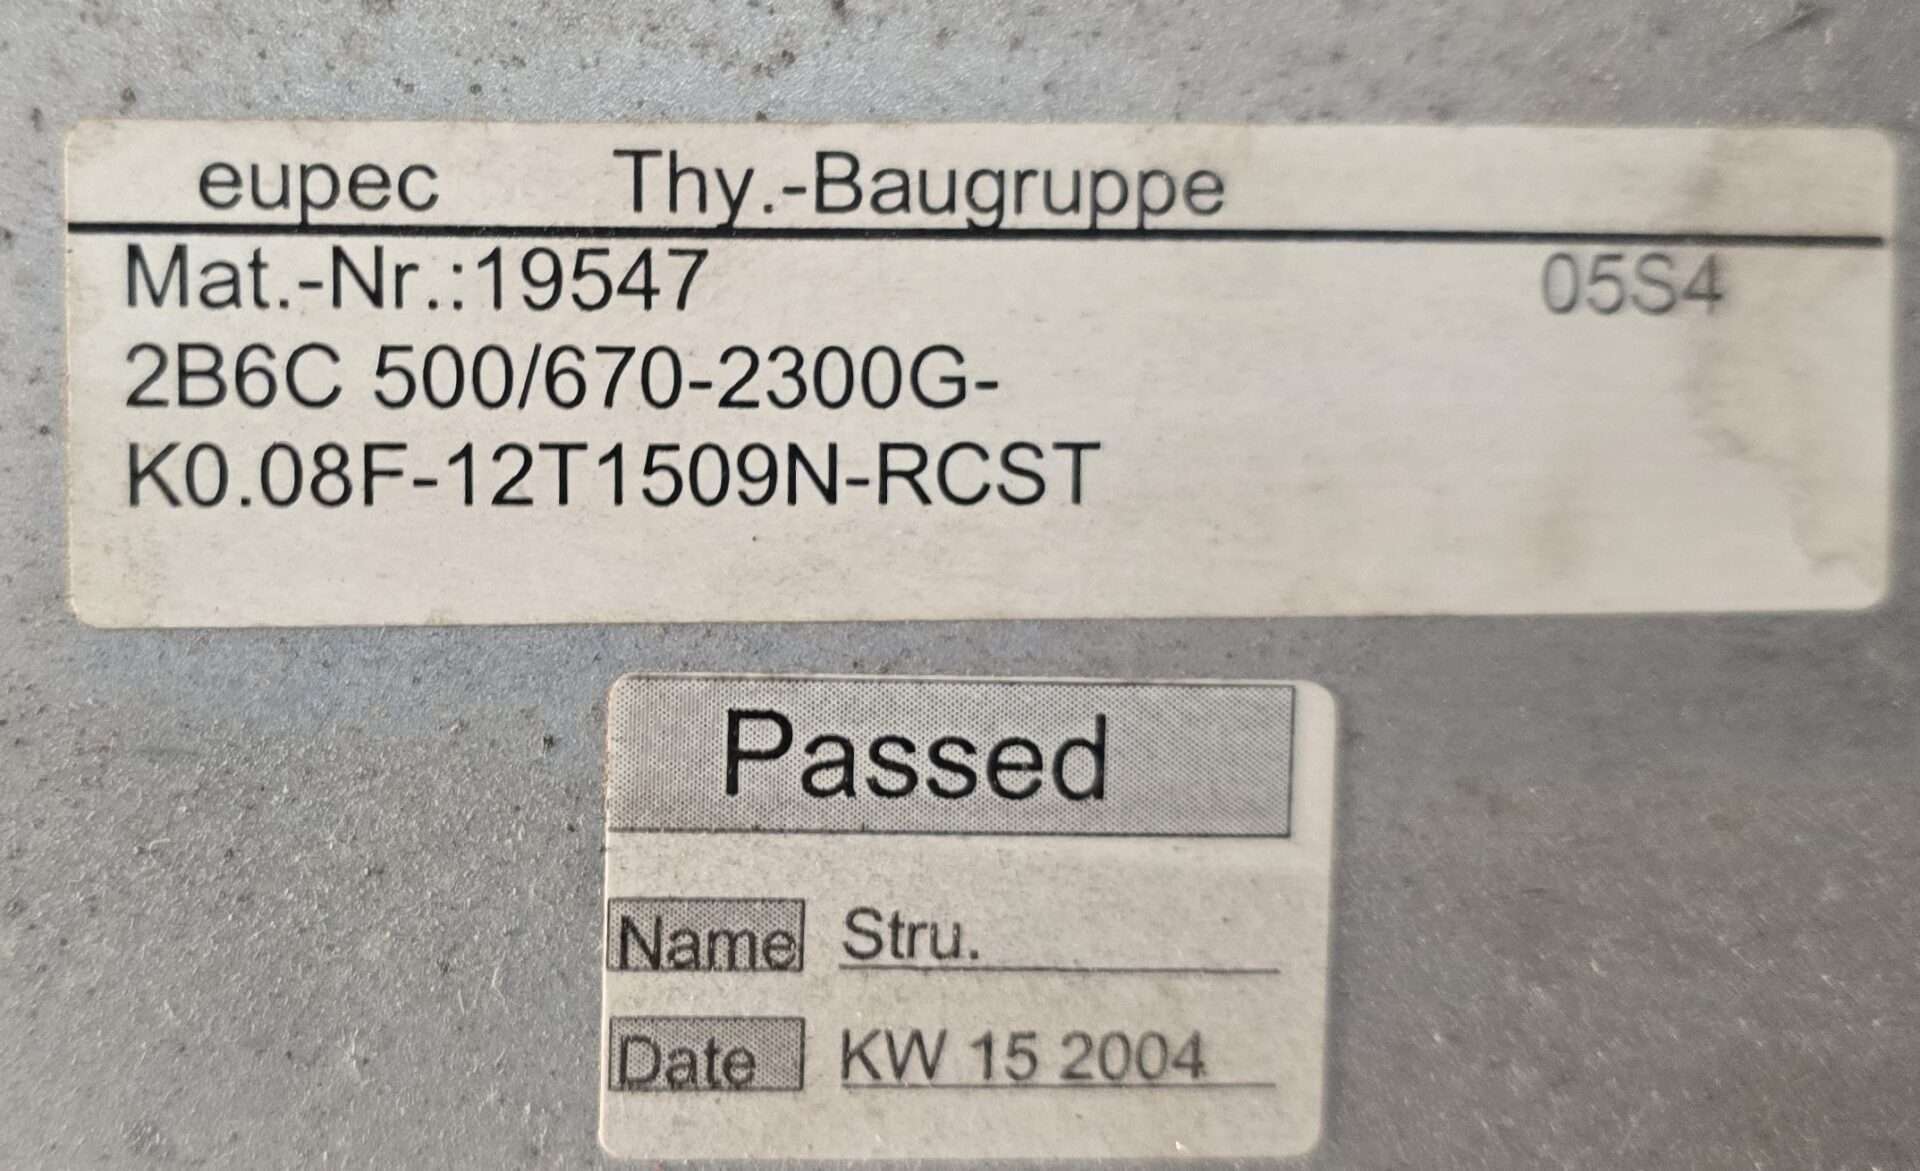 eupec Thy.-Baugruppe
Mat.-Nr.:19547 05S4
2B6C 500/670-2300G-
K0.08F-12T1509N-RCST
Passed
Name Stru.
Date KW 15 2004